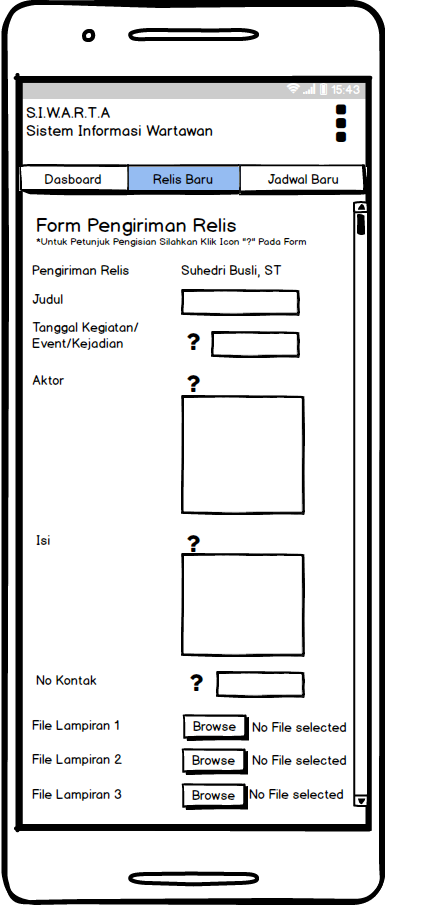 15:43
S.I.W.A.R.T.A
Sistem Informasi Wartawan
Dasboard Relis Baru Jadwal Baru
Form Pengiriman Relis
*Untuk Petunjuk Pengisian Silahkan Klik Icon "?" Pada Form
Pengiriman Relis Suhedri Busli, ST
Judul
Tanggal Kegiatan/
Event/Kejadian ?
Aktor ?
Isi ?
No Kontak ?
File Lampiran 1 Browse No File selected
File Lampiran 2 Browse No File selected
File Lampiran 3 Browse No File selected